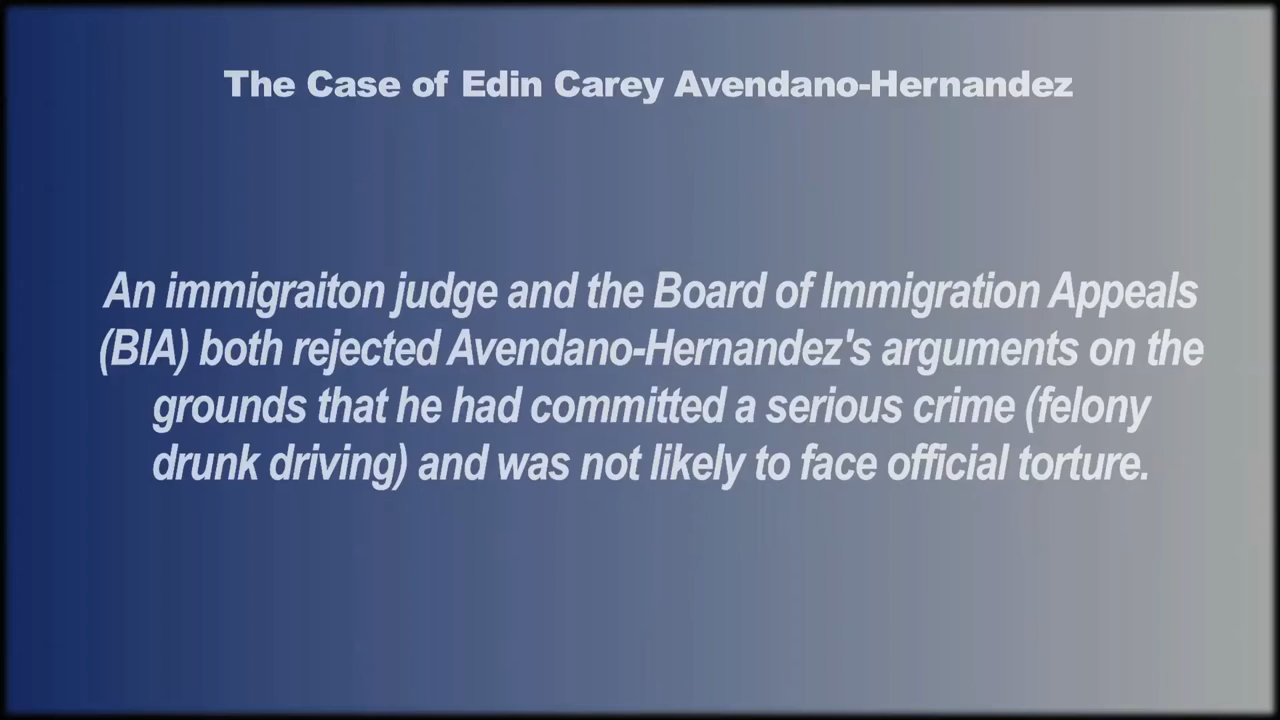 The Case of Edin Carey Avendano-Hernandez
An immigraiton judge and the Board of Immigration Appeals
(BIA) both rejected Avendano-Hernandez's arguments on the
grounds that he had committed a serious crime (felony
drunk driving) and was not likely to face official torture.